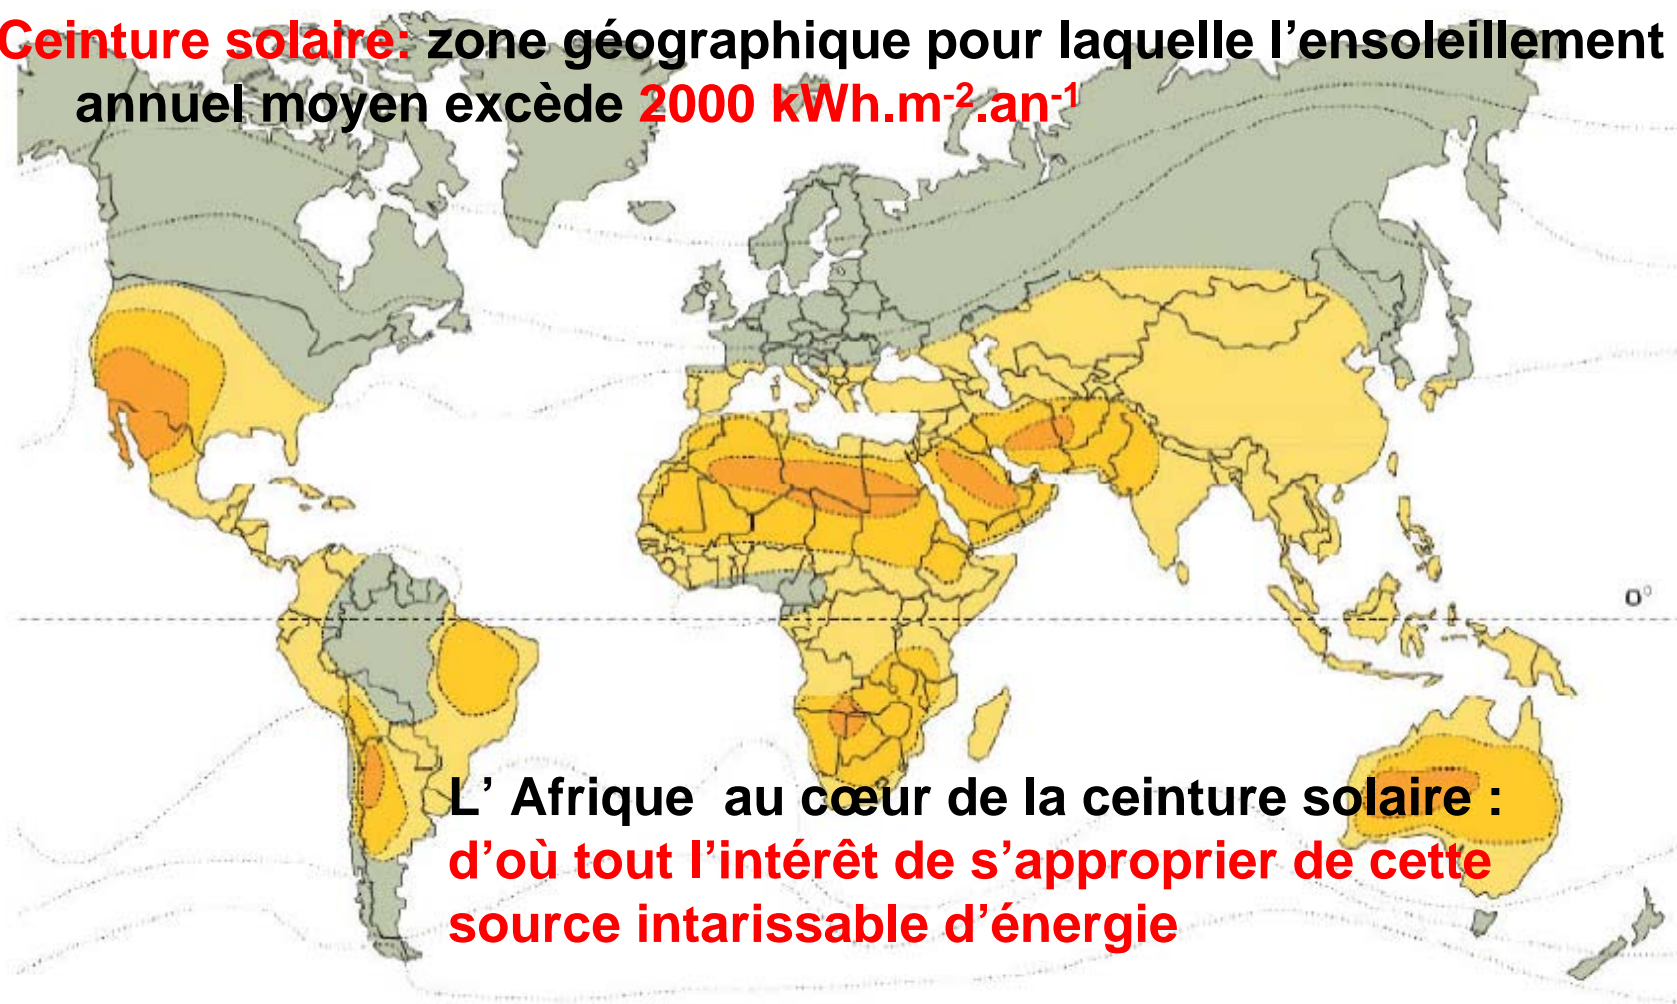 Ceinture solaire: zone géographique pour laquelle l’ensoleillement
annuel moyen excède 2000 kWh.m⁻².an⁻¹
0°
L’ Afrique au cœur de la ceinture solaire :
d’où tout l’intérêt de s’approprier de cette
source intarissable d’énergie